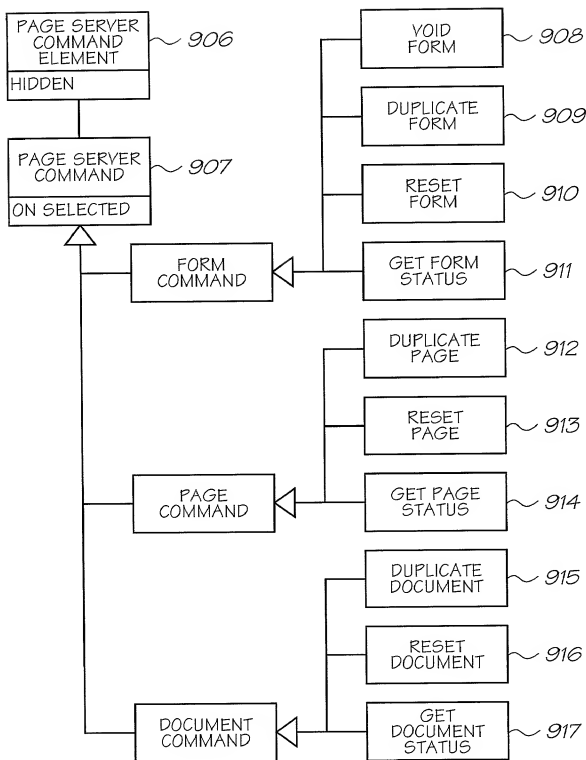 PAGE SERVER
COMMAND
ELEMENT
906
HIDDEN
PAGE SERVER
COMMAND
907
ON SELECTED
VOID
FORM
908
DUPLICATE
FORM
909
RESET
FORM
910
FORM
COMMAND
GET FORM
STATUS
911
DUPLICATE
PAGE
912
RESET
PAGE
913
PAGE
COMMAND
GET PAGE
STATUS
914
DUPLICATE
DOCUMENT
915
RESET
DOCUMENT
916
DOCUMENT
COMMAND
GET
DOCUMENT
STATUS
917